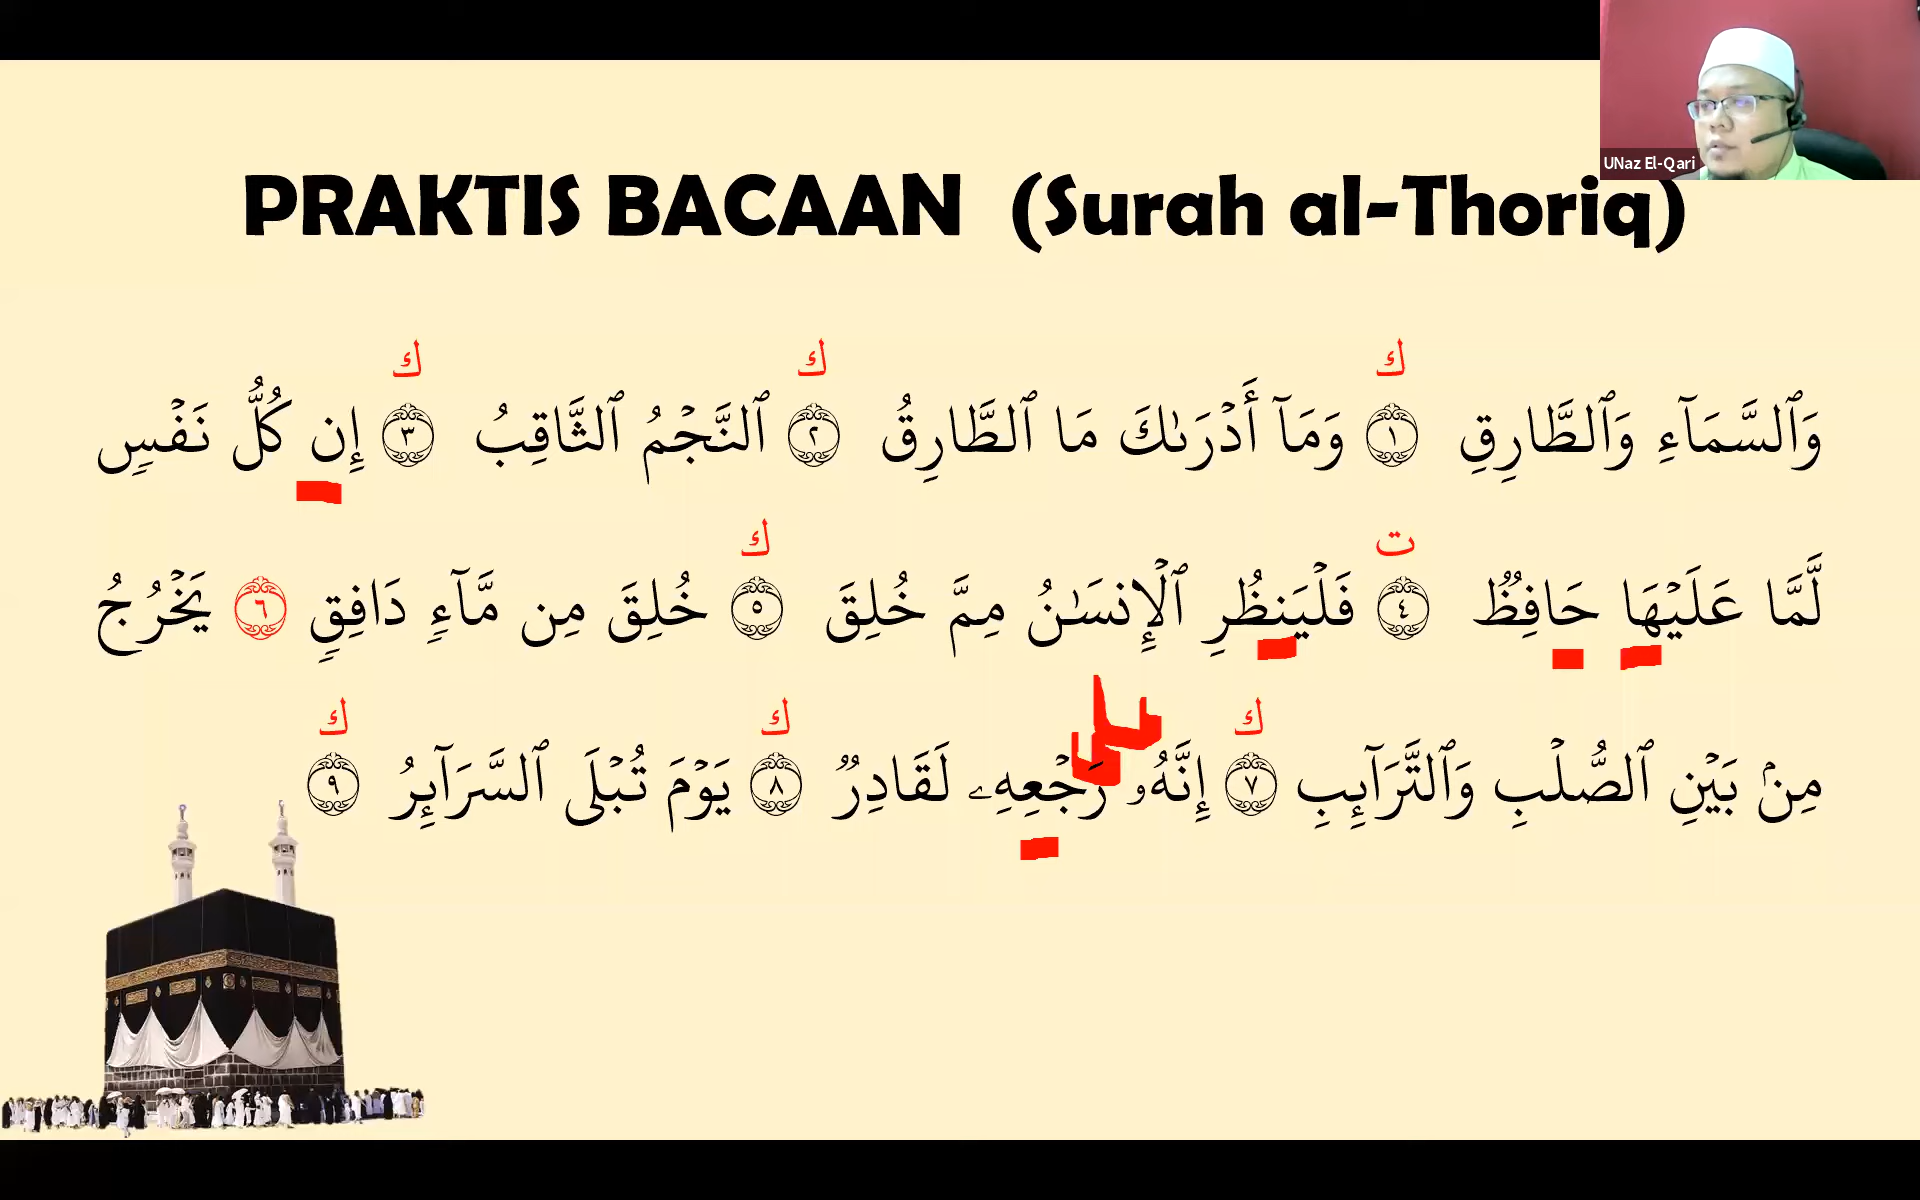 UNaz El-Qari
PRAKTIS BACAAN (Surah al-Thoriq)
ك ك ك
وَٱلسَّمَآءِ وَٱلطَّارِقِ ١ وَمَآ أَدۡرَىٰكَ مَا ٱلطَّارِقُ ٢ ٱلنَّجۡمُ ٱلثَّاقِبُ ٣ إِن كُلُّ نَفۡسٖ
ت ك
لَّمَّا عَلَيۡهَا حَافِظٞ ٤ فَلۡيَنظُرِ ٱلۡإِنسَٰنُ مِمَّ خُلِقَ ٥ خُلِقَ مِن مَّآءٖ دَافِقٖ ٦ يَخۡرُجُ
ك ك ك
مِنۢ بَيۡنِ ٱلصُّلۡبِ وَٱلتَّرَآئِبِ ٧ إِنَّهُۥ رَجۡعِهِۦ لَقَادِرٞ ٨ يَوۡمَ تُبۡلَى ٱلسَّرَآئِرُ ٩